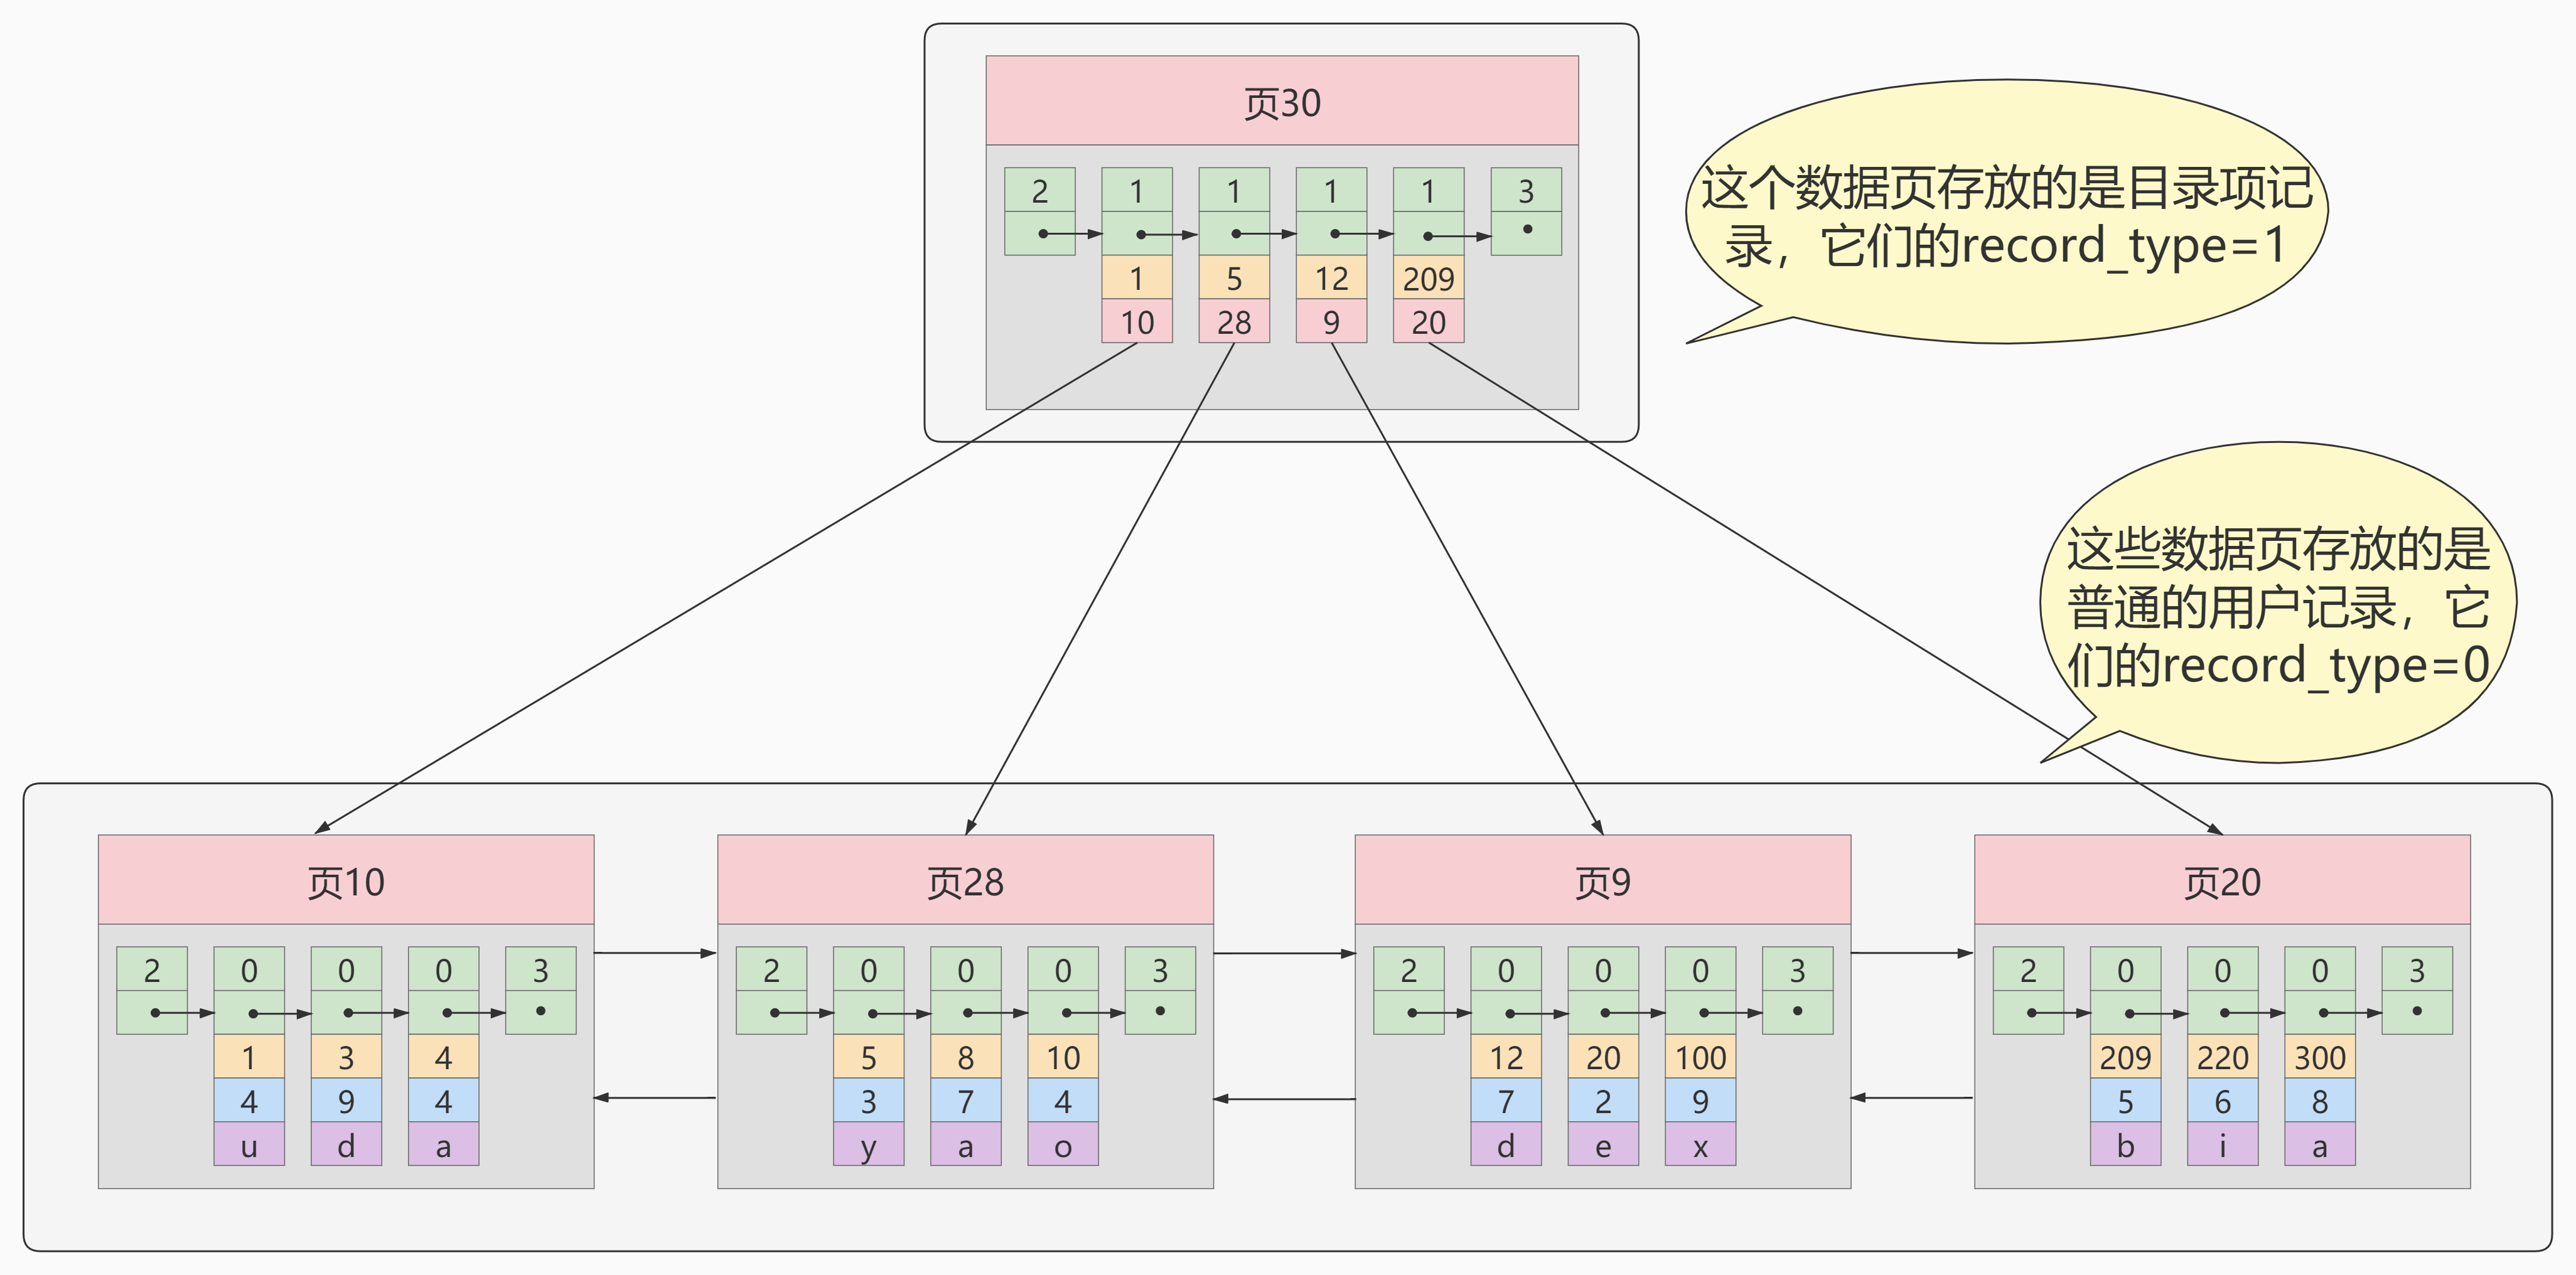 页30
2 1 1 1 1 3
1 5 12 209
10 28 9 20
这个数据页存放的是目录项记
录，它们的record_type=1
这些数据页存放的是
普通的用户记录，它
们的record_type=0
页10
2 0 0 0 3
1 3 4
4 9 4
u d a
页28
2 0 0 0 3
5 8 10
3 7 4
y a o
页9
2 0 0 0 3
12 20 100
7 2 9
d e x
页20
2 0 0 0 3
209 220 300
5 6 8
b i a